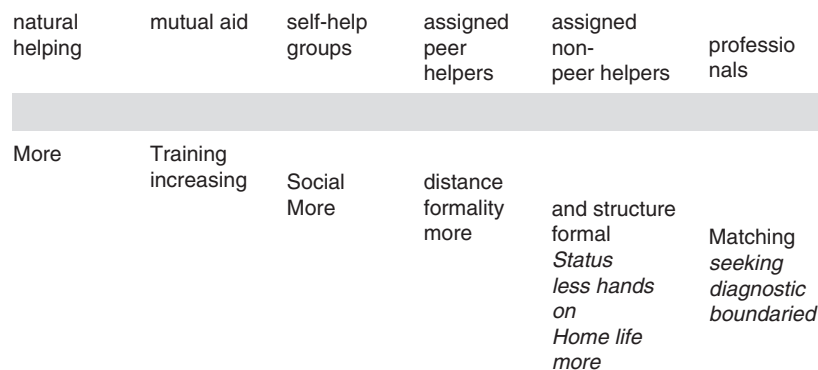 natural
helping
mutual aid
self-help
groups
assigned
peer
helpers
assigned
non-
peer helpers
professio
nals
More
Training
increasing
Social
More
distance
formality
more
and structure
formal
Status
less hands
on
Home life
more
Matching
seeking
diagnostic
boundaried